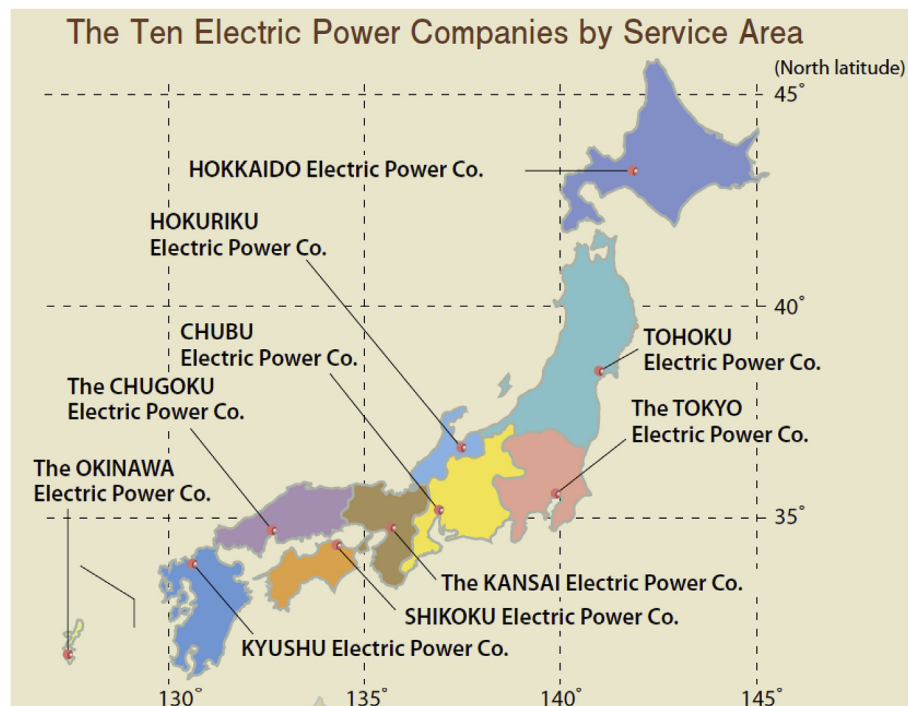 The Ten Electric Power Companies by Service Area
(North latitude)
45°
HOKKAIDO Electric Power Co.
HOKURIKU
Electric Power Co.
40°
CHUBU
Electric Power Co.
TOHOKU
Electric Power Co.
The CHUGOKU
Electric Power Co.
The TOKYO
Electric Power Co.
The OKINAWA
Electric Power Co.
35°
The KANSAI Electric Power Co.
SHIKOKU Electric Power Co.
KYUSHU Electric Power Co.
130°
135°
140°
145°